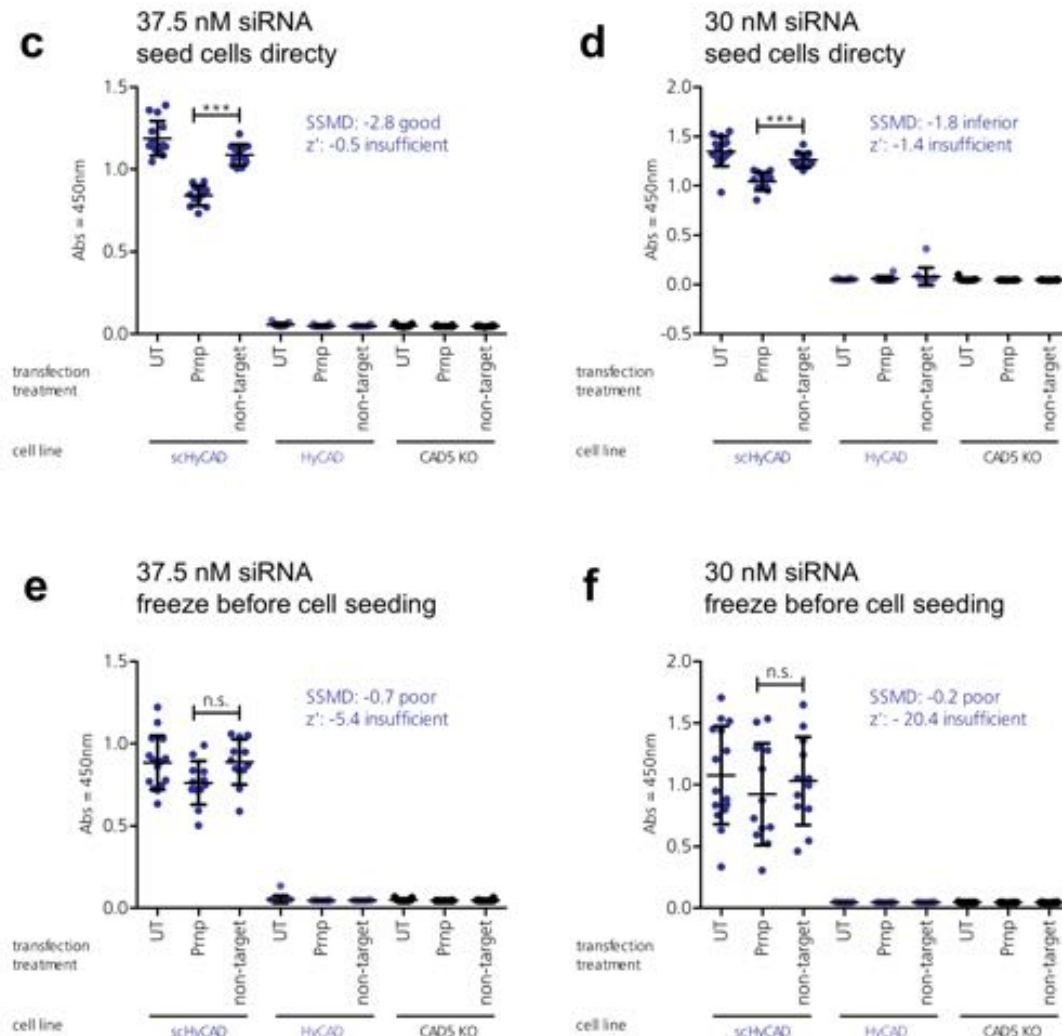 c
37.5 nM siRNA
seed cells directy
1.5
1.0
0.5
0.0
Abs = 450nm
***
SSMD: -2.8 good
z': -0.5 insufficient
UT
Prnp
non-target
UT
Prnp
non-target
UT
Prnp
non-target
transfection
treatment
cell line
scHyCAD
HyCAD
CAD5 KO
d
30 nM siRNA
seed cells directy
2.0
1.5
1.0
0.5
0.0
-0.5
Abs = 450nm
***
SSMD: -1.8 inferior
z': -1.4 insufficient
UT
Prnp
non-target
UT
Prnp
non-target
UT
Prnp
non-target
transfection
treatment
cell line
scHyCAD
HyCAD
CAD5 KO
e
37.5 nM siRNA
freeze before cell seeding
1.5
1.0
0.5
0.0
Abs = 450nm
n.s.
SSMD: -0.7 poor
z': -5.4 insufficient
UT
Prnp
non-target
UT
Prnp
non-target
UT
Prnp
non-target
transfection
treatment
cell line
scHyCAD
HyCAD
CAD5 KO
f
30 nM siRNA
freeze before cell seeding
2.0
1.5
1.0
0.5
0.0
Abs = 450nm
n.s.
SSMD: -0.2 poor
z': - 20.4 insufficient
UT
Prnp
non-target
UT
Prnp
non-target
UT
Prnp
non-target
transfection
treatment
cell line
scHyCAD
HyCAD
CAD5 KO